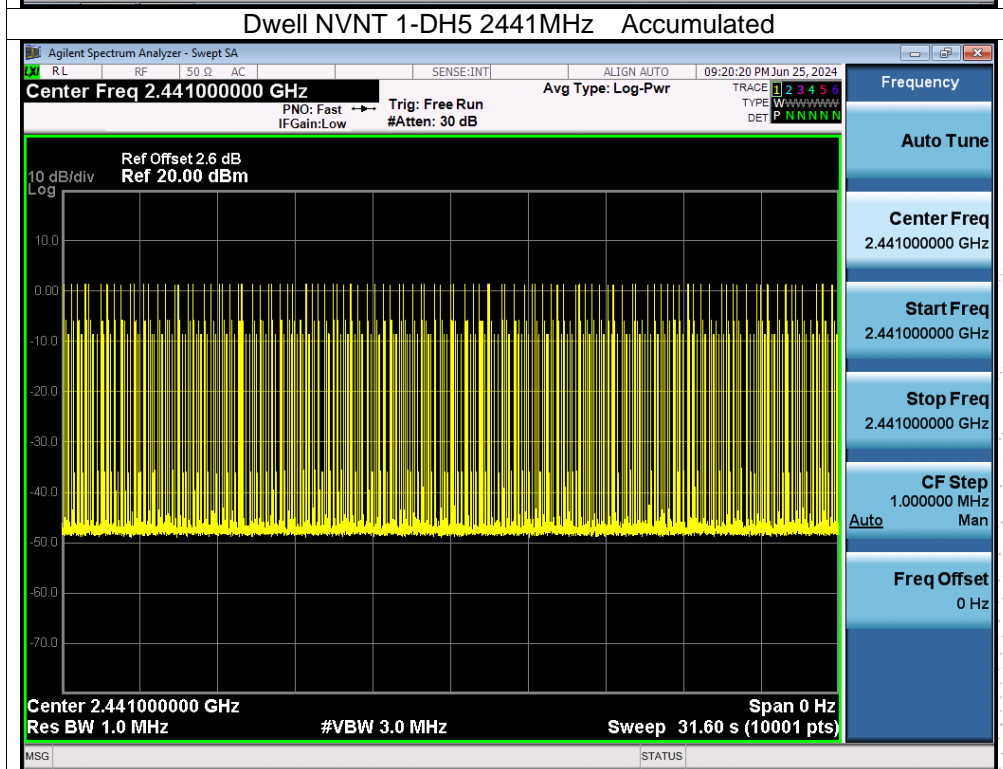 Dwell NVNT 1-DH5 2441MHz    Accumulated
Agilent Spectrum Analyzer - Swept SA
LXI RL RF 50 Ω AC SENSE:INT ALIGN AUTO 09:20:20 PM Jun 25, 2024
Center Freq 2.441000000 GHz
PNO: Fast
IFGain:Low
Trig: Free Run
#Atten: 30 dB
Avg Type: Log-Pwr
TRACE 1 2 3 4 5 6
TYPE WWWWWWW
DET P N N N N N
Ref Offset 2.6 dB
10 dB/div Ref 20.00 dBm
Log
10.0
0.00
-10.0
-20.0
-30.0
-40.0
-50.0
-60.0
-70.0
Center 2.441000000 GHz Span 0 Hz
Res BW 1.0 MHz #VBW 3.0 MHz Sweep 31.60 s (10001 pts)
MSG STATUS
Frequency
Auto Tune
Center Freq
2.441000000 GHz
Start Freq
2.441000000 GHz
Stop Freq
2.441000000 GHz
CF Step
1.000000 MHz
Auto Man
Freq Offset
0 Hz